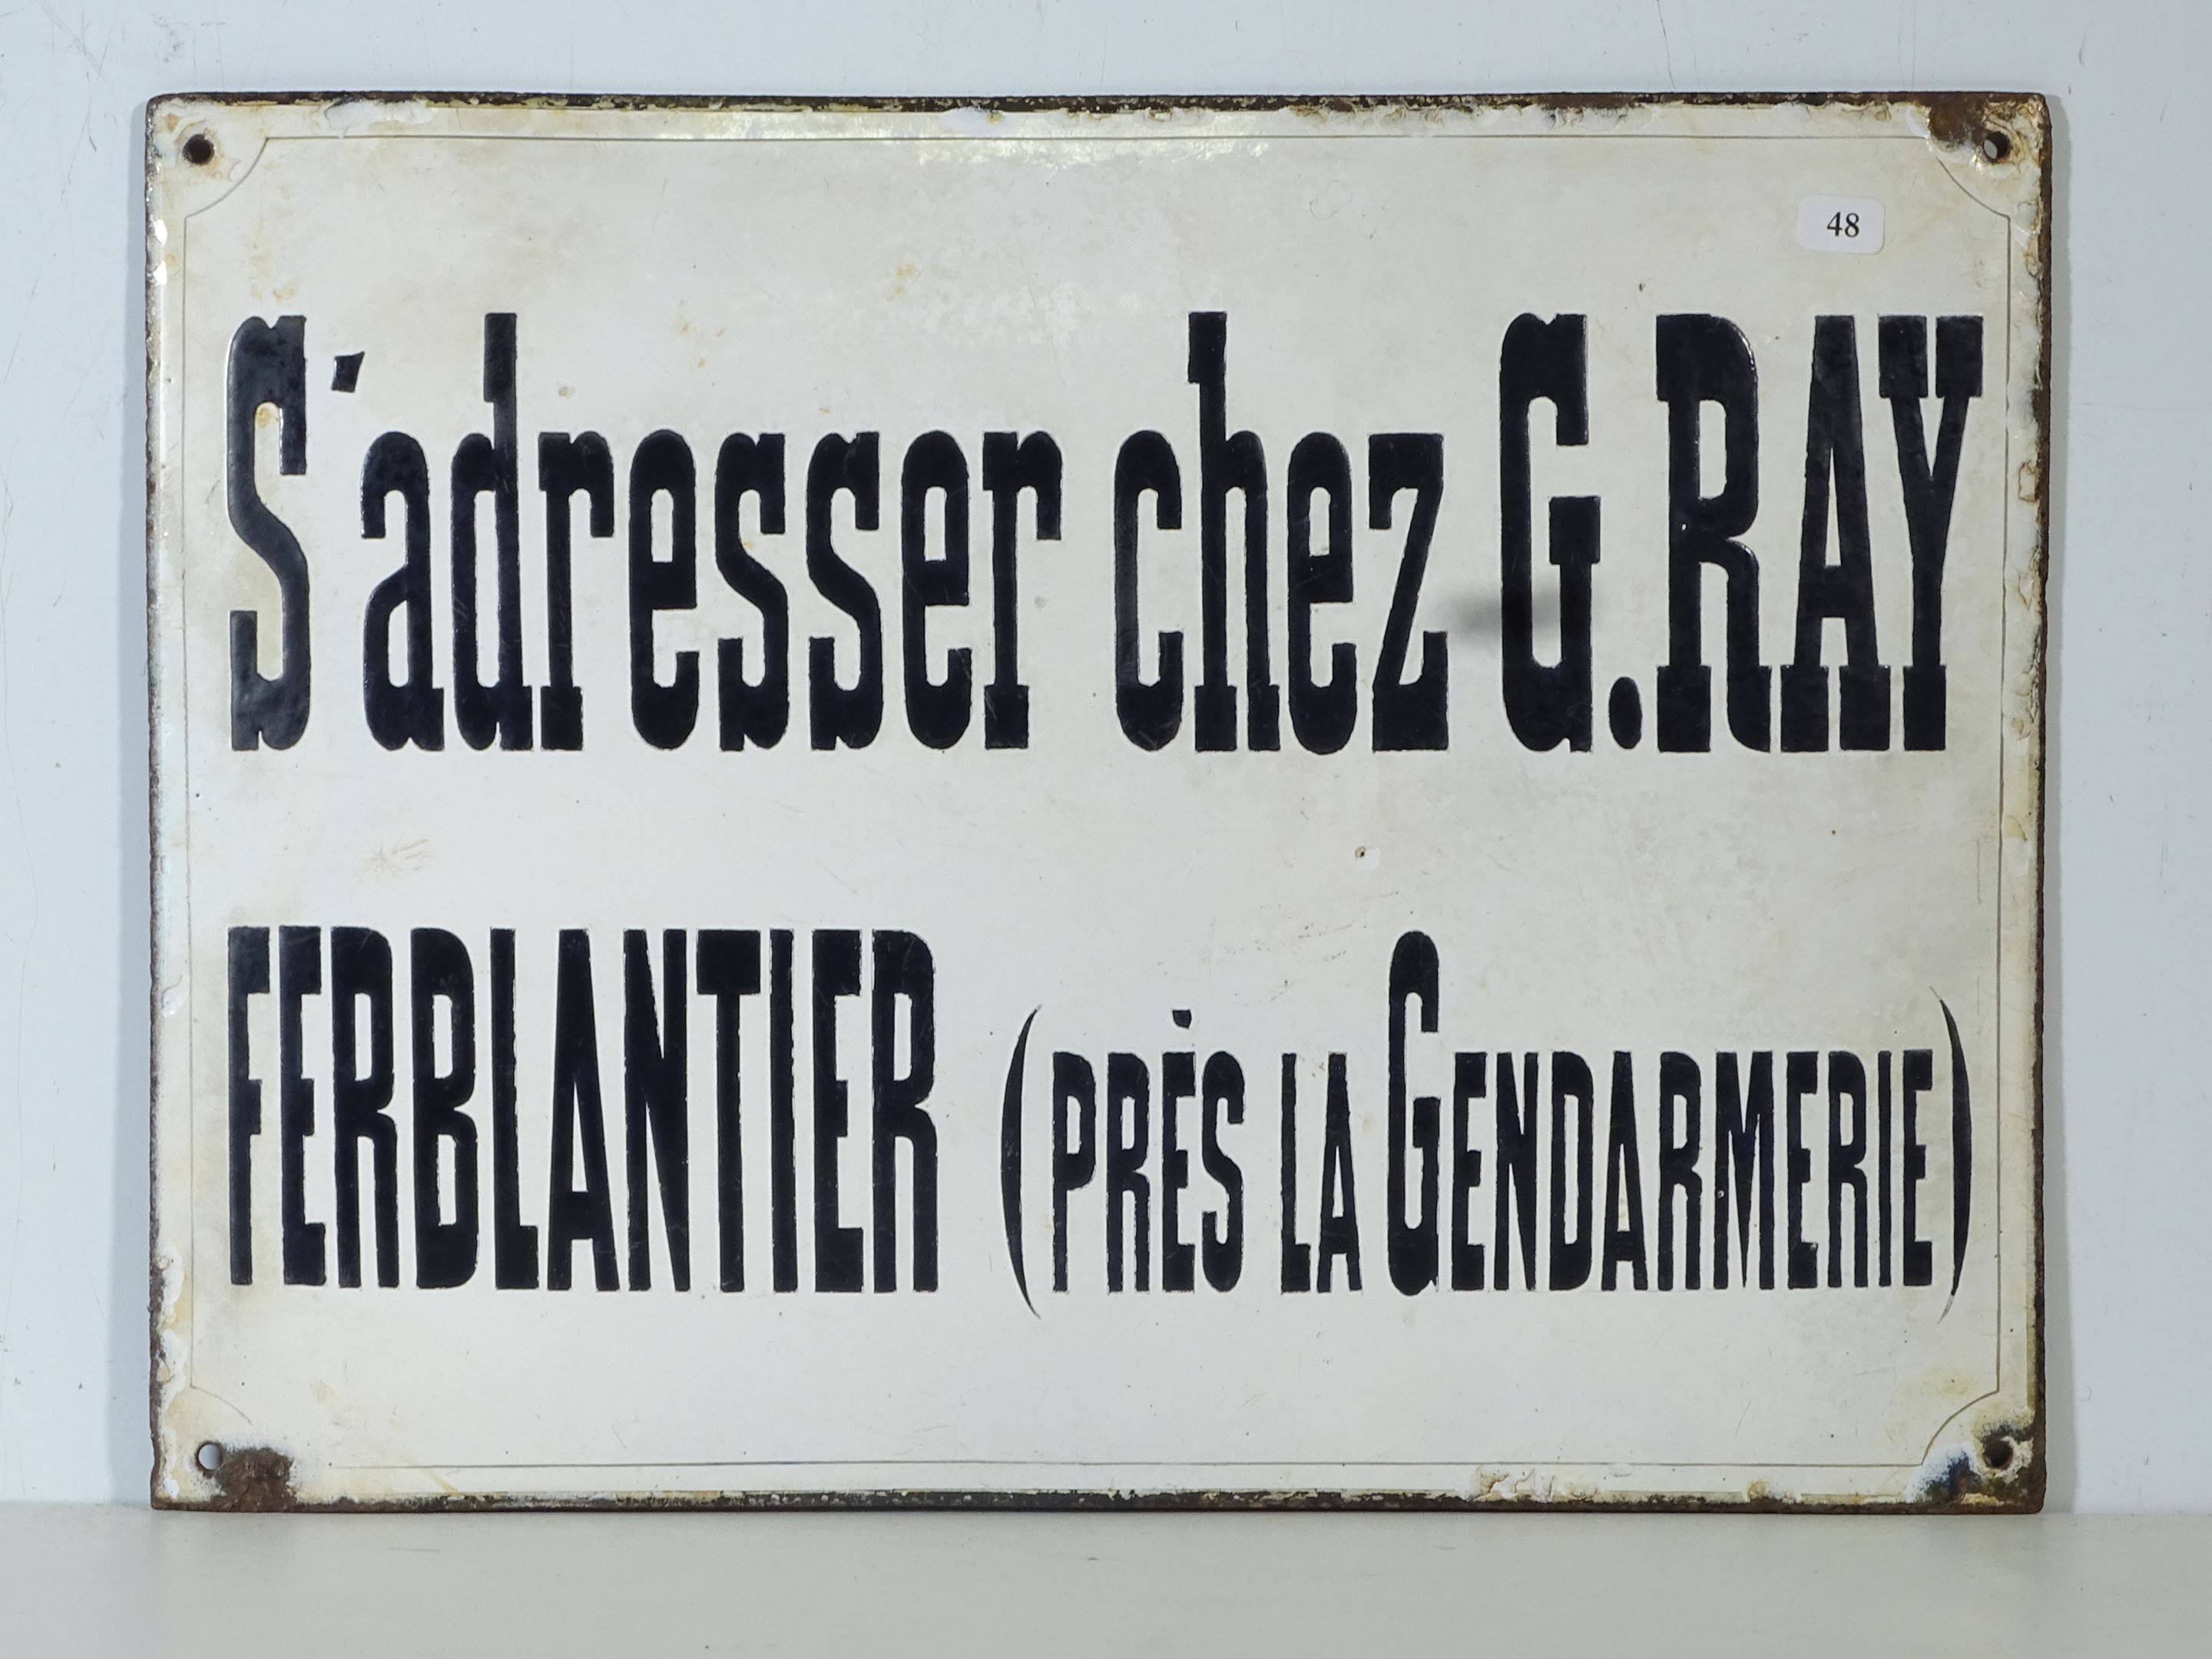 48
S'adresser chez G.RAY
FERBLANTIER (PRÈS LA GENDARMERIE)